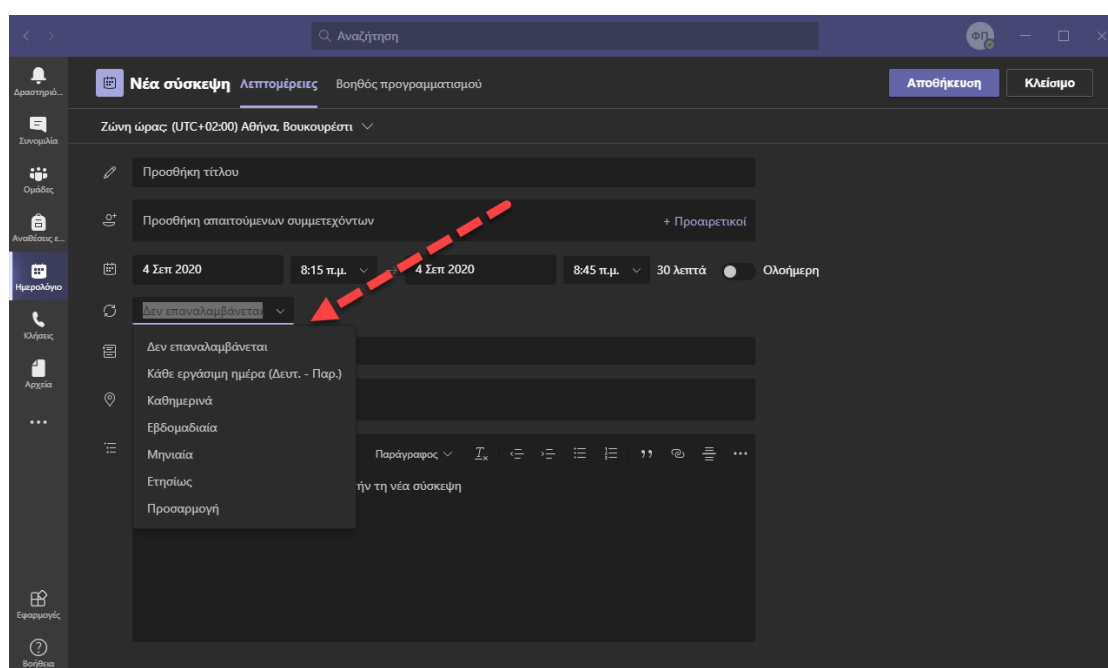 Αναζήτηση
ΦΠ
Δραστηριό...
Συνομιλία
Ομάδες
Αναθέσεις ε...
Ημερολόγιο
Κλήσεις
Αρχεία
Εφαρμογές
Βοήθεια
Νέα σύσκεψη Λεπτομέρειες Βοηθός προγραμματισμού Αποθήκευση Κλείσιμο
Ζώνη ώρας: (UTC+02:00) Αθήνα, Βουκουρέστι
Προσθήκη τίτλου
Προσθήκη απαιτούμενων συμμετεχόντων + Προαιρετικοί
4 Σεπ 2020 8:15 π.μ. → 4 Σεπ 2020 8:45 π.μ. 30 λεπτά Ολοήμερη
Δεν επαναλαμβάνεται
Δεν επαναλαμβάνεται
Κάθε εργάσιμη ημέρα (Δευτ. - Παρ.)
Καθημερινά
Εβδομαδιαία
Μηνιαία
Ετησίως
Προσαρμογή
Παράγραφος
τήν τη νέα σύσκεψη